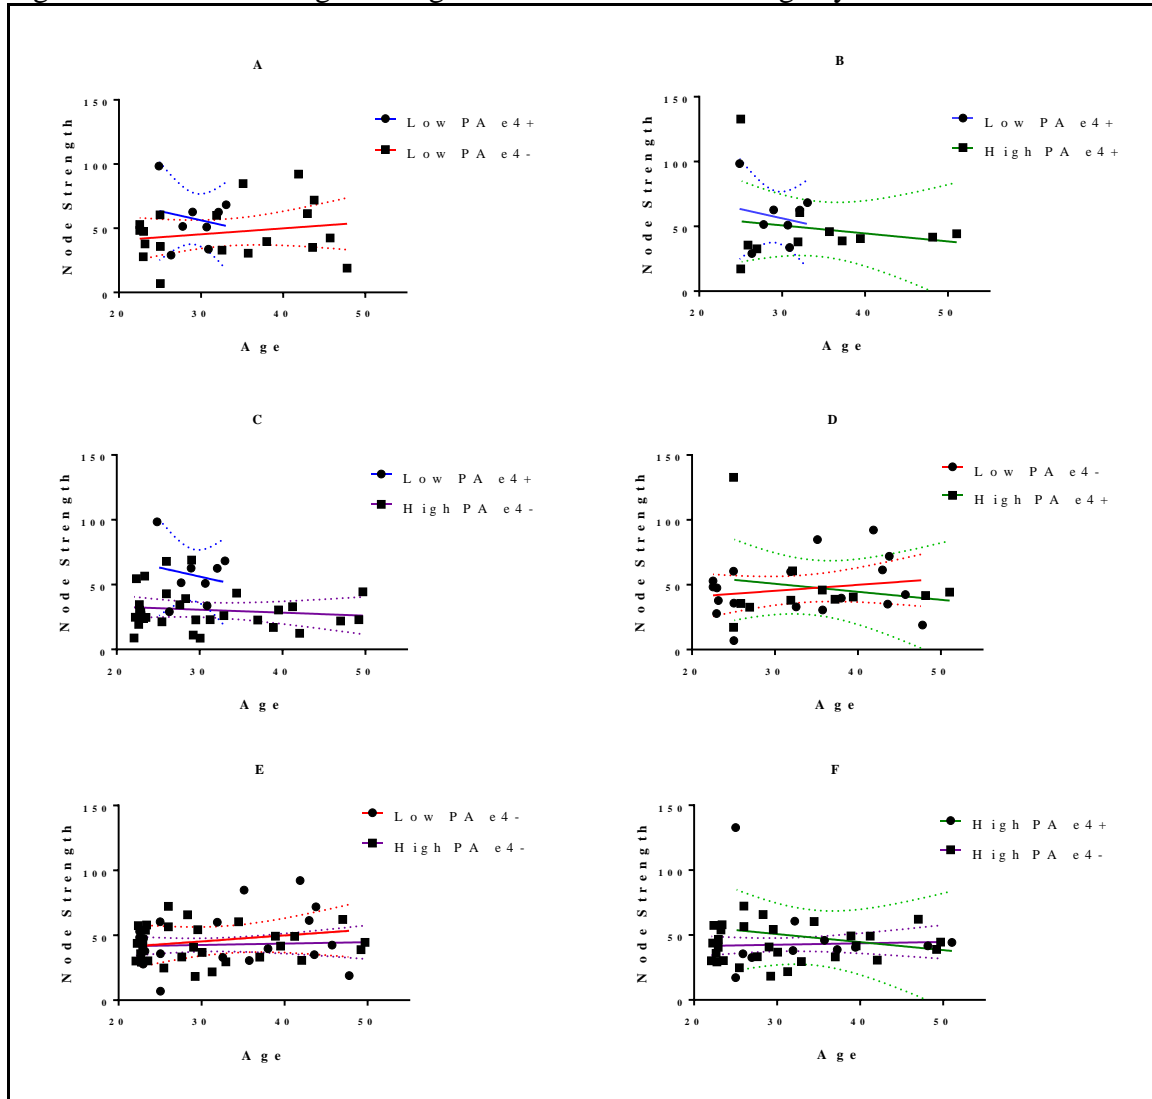 A
Node Strength
150
100
50
0
20 30 40 50
Age
Low PA e4+
Low PA e4-
B
Node Strength
150
100
50
0
20 30 40 50
Age
Low PA e4+
High PA e4+
C
Node Strength
150
100
50
0
20 30 40 50
Age
Low PA e4+
High PA e4-
D
Node Strength
150
100
50
0
20 30 40 50
Age
Low PA e4-
High PA e4+
E
Node Strength
150
100
50
0
20 30 40 50
Age
Low PA e4-
High PA e4-
F
Node Strength
150
100
50
0
20 30 40 50
Age
High PA e4+
High PA e4-